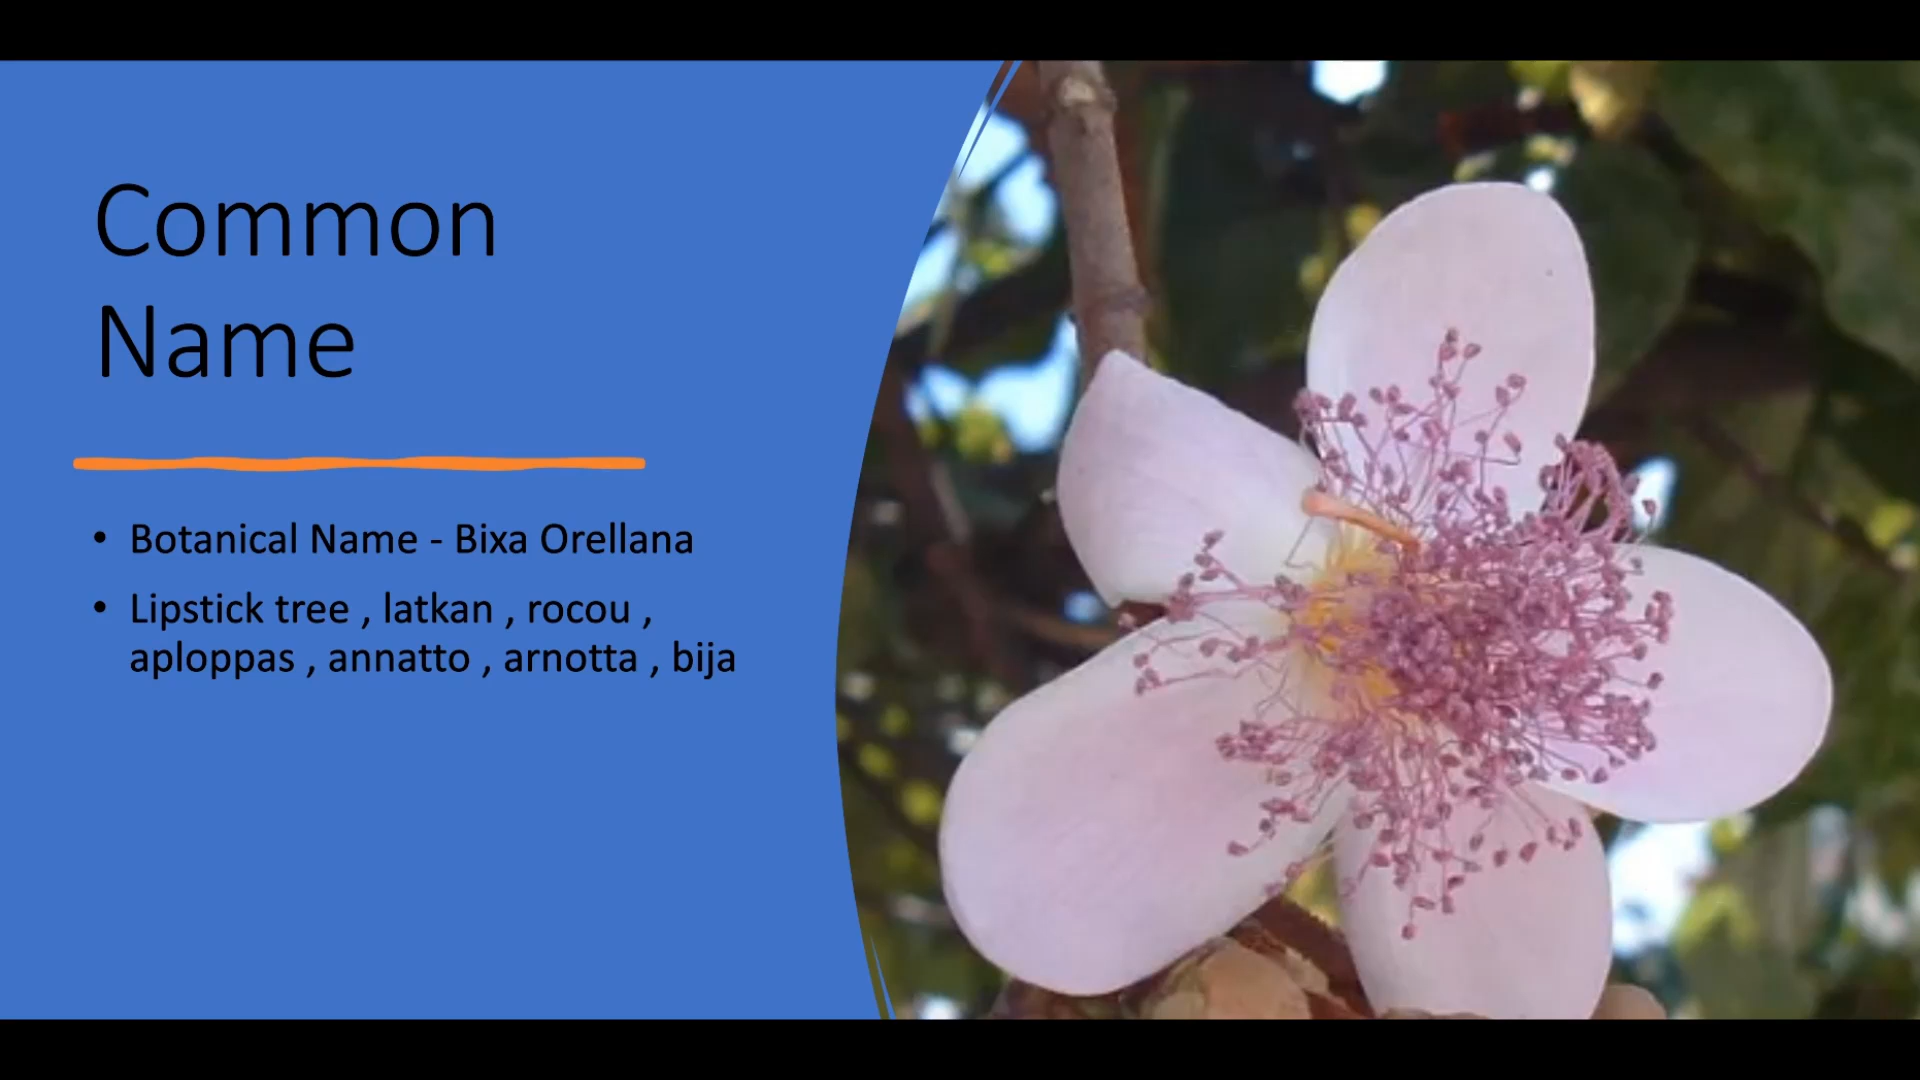 Common
Name
• Botanical Name - Bixa Orellana
• Lipstick tree , latkan , rocou ,
aploppas , annatto , arnotta , bija